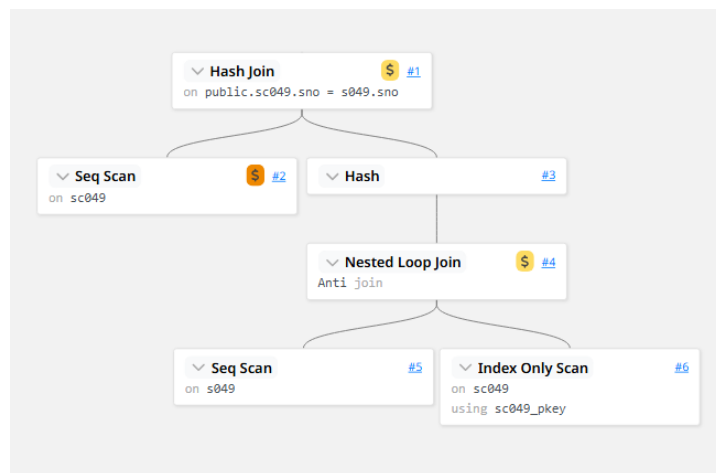 Hash Join $ #1
on public.sc049.sno = s049.sno
Seq Scan $ #2
on sc049
Hash #3
Nested Loop Join $ #4
Anti join
Seq Scan #5
on s049
Index Only Scan #6
on sc049
using sc049_pkey